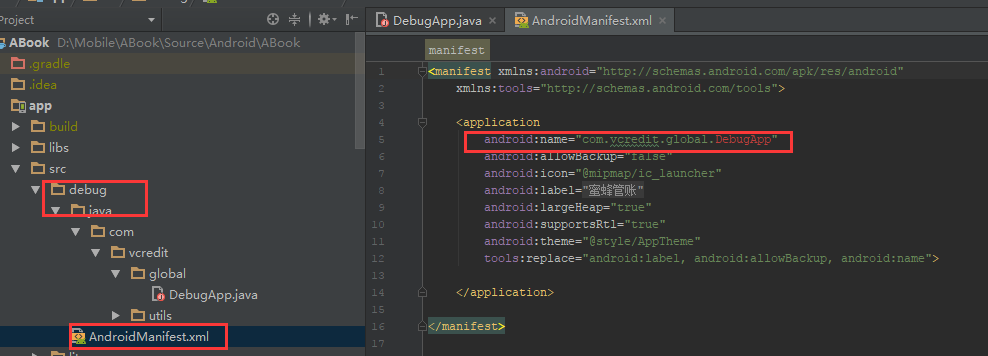 Project
DebugApp.java
AndroidManifest.xml
ABook D:\Mobile\ABook\Source\Android\ABook
.gradle
.idea
app
build
libs
src
debug
java
com
vcredit
global
DebugApp.java
utils
AndroidManifest.xml
manifest
1 <manifest xmlns:android="http://schemas.android.com/apk/res/android"
2 xmlns:tools="http://schemas.android.com/tools">
3
4 <application
5 android:name="com.vcredit.global.DebugApp"
6 android:allowBackup="false"
7 android:icon="@mipmap/ic_launcher"
8 android:label="蜜蜂管账"
9 android:largeHeap="true"
10 android:supportsRtl="true"
11 android:theme="@style/AppTheme"
12 tools:replace="android:label, android:allowBackup, android:name">
13
14 </application>
15
16 </manifest>
17